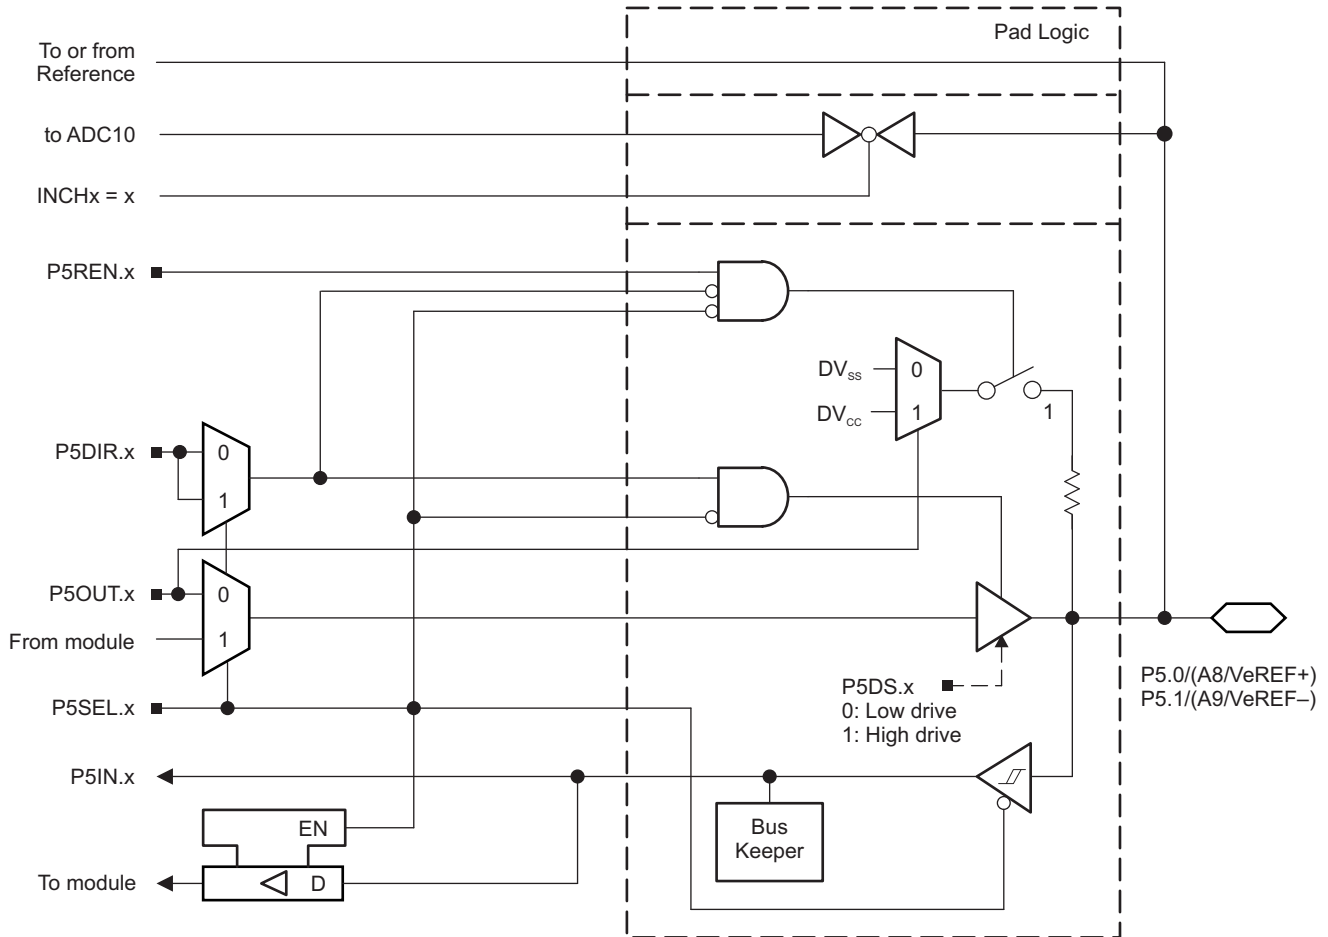 Pad Logic
To or from
Reference
to ADC10
INCHx = x
P5REN.x
DVSS
0
DVCC
1
1
P5DIR.x
0
1
P5OUT.x
0
From module
1
P5DS.x
0: Low drive
1: High drive
P5.0/(A8/VeREF+)
P5.1/(A9/VeREF–)
P5SEL.x
P5IN.x
Bus
Keeper
EN
To module
D